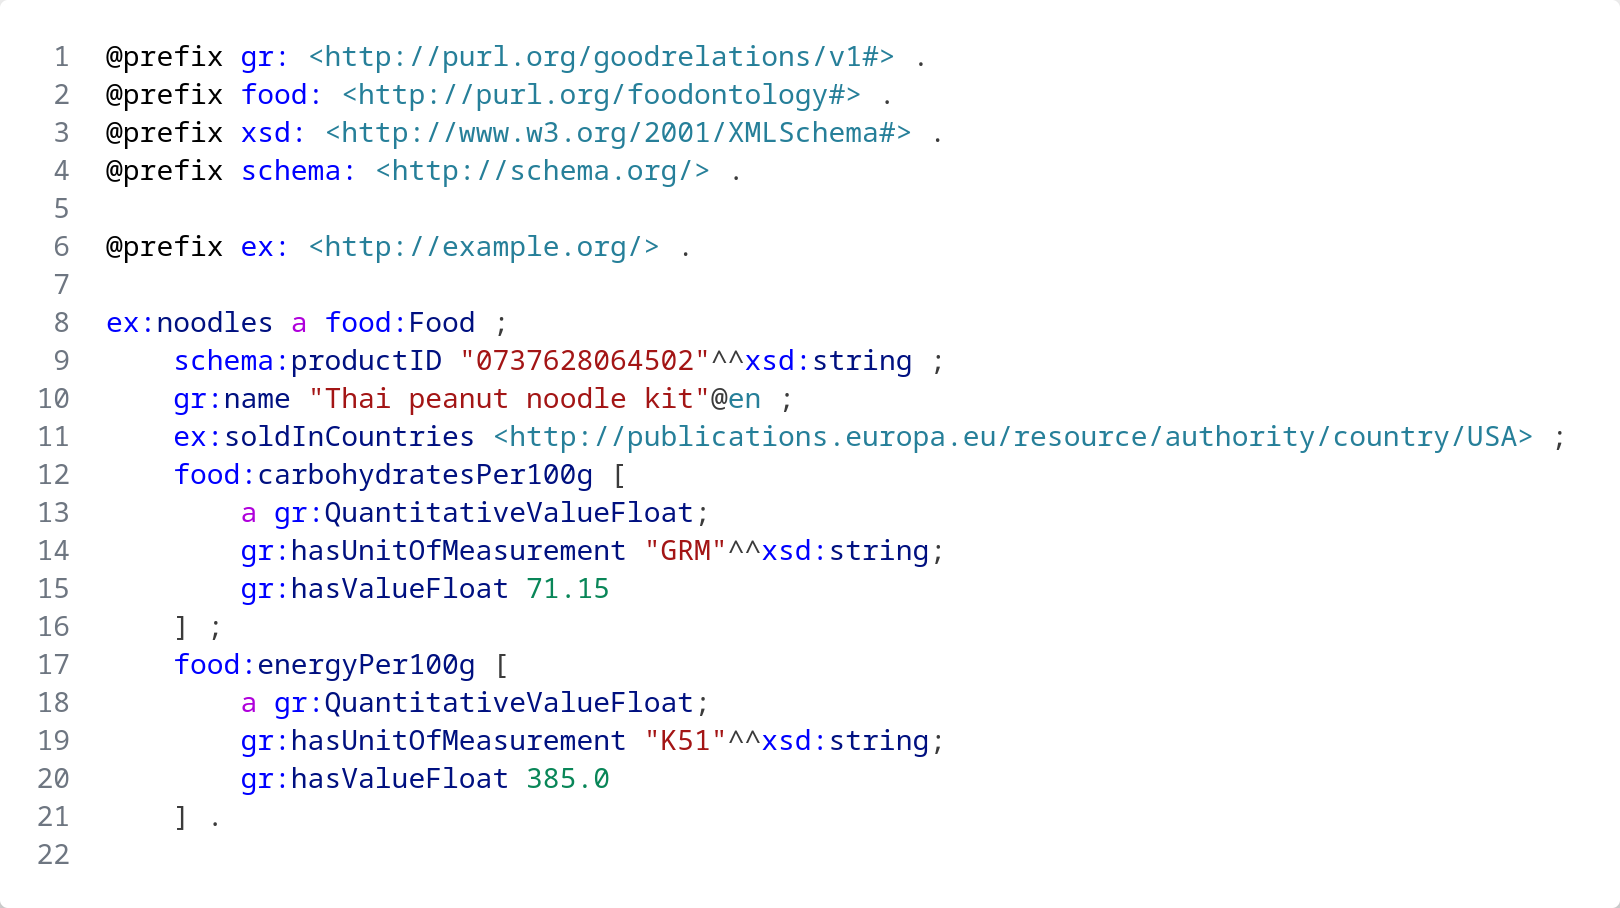 1 @prefix gr: <http://purl.org/goodrelations/v1#> .
2 @prefix food: <http://purl.org/foodontology#> .
3 @prefix xsd: <http://www.w3.org/2001/XMLSchema#> .
4 @prefix schema: <http://schema.org/> .
5
6 @prefix ex: <http://example.org/> .
7
8 ex:noodles a food:Food ;
9     schema:productID "0737628064502"^^xsd:string ;
10     gr:name "Thai peanut noodle kit"@en ;
11     ex:soldInCountries <http://publications.europa.eu/resource/authority/country/USA> ;
12     food:carbohydratesPer100g [
13         a gr:QuantitativeValueFloat;
14         gr:hasUnitOfMeasurement "GRM"^^xsd:string;
15         gr:hasValueFloat 71.15
16     ] ;
17     food:energyPer100g [
18         a gr:QuantitativeValueFloat;
19         gr:hasUnitOfMeasurement "K51"^^xsd:string;
20         gr:hasValueFloat 385.0
21     ] .
22